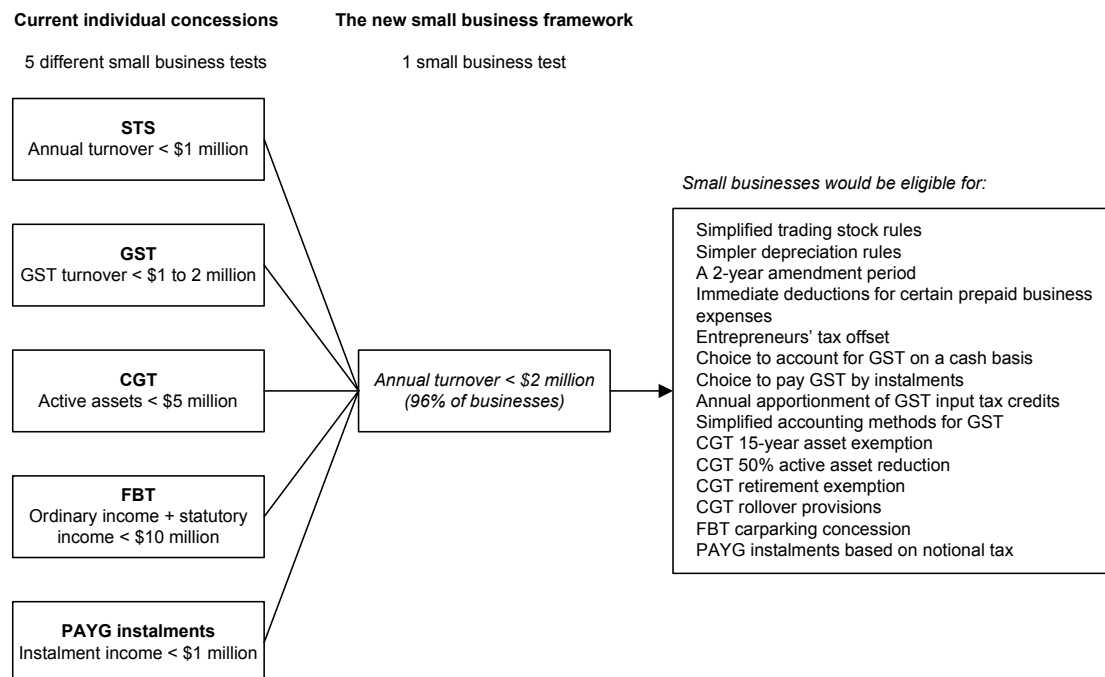 Current individual concessions
The new small business framework
5 different small business tests
1 small business test
STS
Annual turnover < $1 million
GST
GST turnover < $1 to 2 million
CGT
Active assets < $5 million
FBT
Ordinary income + statutory
income < $10 million
PAYG instalments
Instalment income < $1 million
Annual turnover < $2 million
(96% of businesses)
Small businesses would be eligible for:
Simplified trading stock rules
Simpler depreciation rules
A 2-year amendment period
Immediate deductions for certain prepaid business
expenses
Entrepreneurs’ tax offset
Choice to account for GST on a cash basis
Choice to pay GST by instalments
Annual apportionment of GST input tax credits
Simplified accounting methods for GST
CGT 15-year asset exemption
CGT 50% active asset reduction
CGT retirement exemption
CGT rollover provisions
FBT carparking concession
PAYG instalments based on notional tax